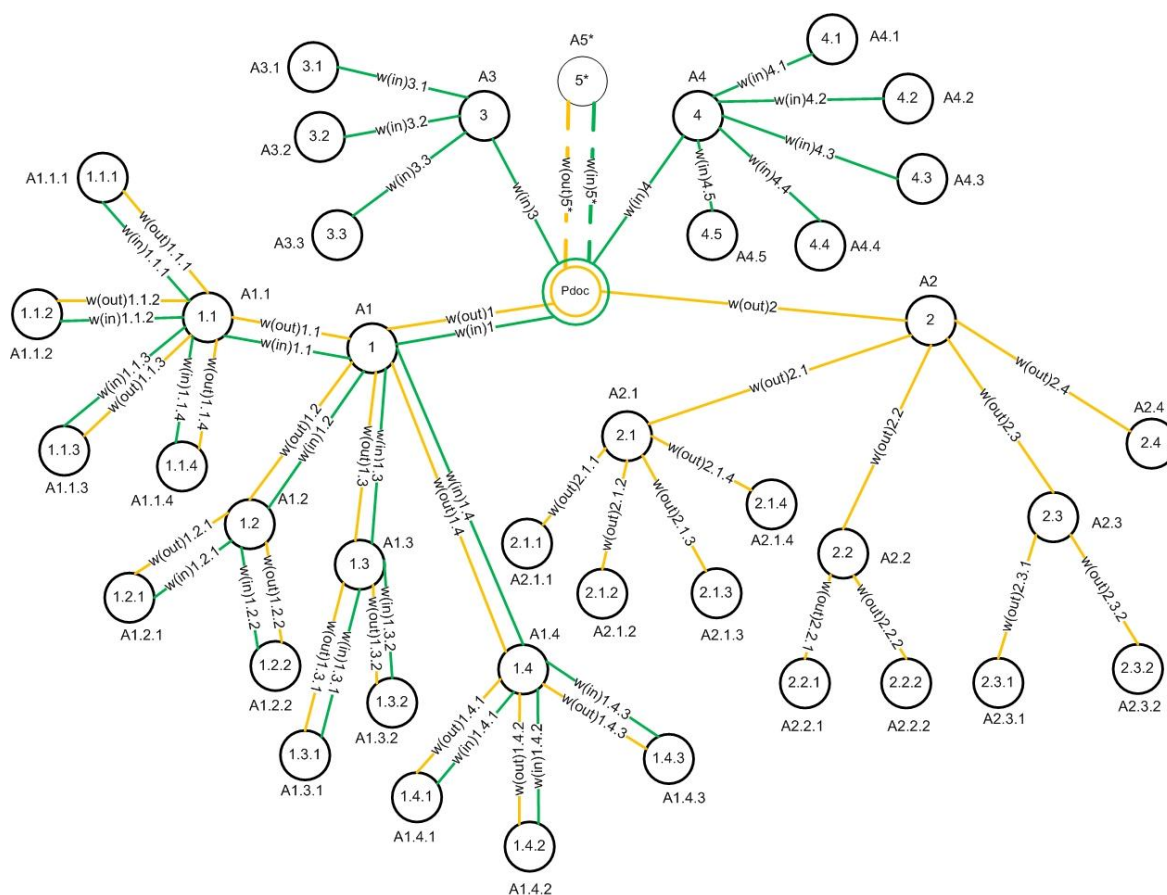 A5*
5*
w(out)5*
w(in)5*
A3
3
w(in)3
A3.1
3.1
w(in)3.1
A3.2
3.2
w(in)3.2
A3.3
3.3
w(in)3.3
A4
4
w(in)4
4.1
A4.1
w(in)4.1
4.2
A4.2
w(in)4.2
4.3
A4.3
w(in)4.3
4.4
A4.4
w(in)4.4
4.5
A4.5
w(in)4.5
Pdoc
A1
1
w(out)1
w(in)1
A1.1
1.1
w(out)1.1
w(in)1.1
A1.1.1
1.1.1
w(out)1.1.1
w(in)1.1.1
1.1.2
A1.1.2
w(out)1.1.2
w(in)1.1.2
1.1.3
A1.1.3
w(in)1.1.3
w(out)1.1.3
1.1.4
A1.1.4
w(in)1.1.4
w(out)1.1.4
A1.2
1.2
w(out)1.2
w(in)1.2
1.2.1
A1.2.1
w(out)1.2.1
w(in)1.2.1
1.2.2
A1.2.2
w(in)1.2.2
w(out)1.2.2
A1.3
1.3
w(out)1.3
w(in)1.3
1.3.1
A1.3.1
w(out)1.3.1
w(in)1.3.1
1.3.2
A1.3.2
w(out)1.3.2
w(in)1.3.2
A1.4
1.4
w(in)1.4
w(out)1.4
1.4.1
A1.4.1
w(out)1.4.1
w(in)1.4.1
1.4.2
A1.4.2
w(out)1.4.2
w(in)1.4.2
1.4.3
A1.4.3
w(in)1.4.3
w(out)1.4.3
A2
2
w(out)2
A2.1
2.1
w(out)2.1
2.1.1
A2.1.1
w(out)2.1.1
2.1.2
A2.1.2
w(out)2.1.2
2.1.3
A2.1.3
w(out)2.1.3
2.1.4
A2.1.4
w(out)2.1.4
2.2
A2.2
w(out)2.2
2.2.1
A2.2.1
w(out)2.2.1
2.2.2
A2.2.2
w(out)2.2.2
2.3
A2.3
w(out)2.3
2.3.1
A2.3.1
w(out)2.3.1
2.3.2
A2.3.2
w(out)2.3.2
A2.4
2.4
w(out)2.4